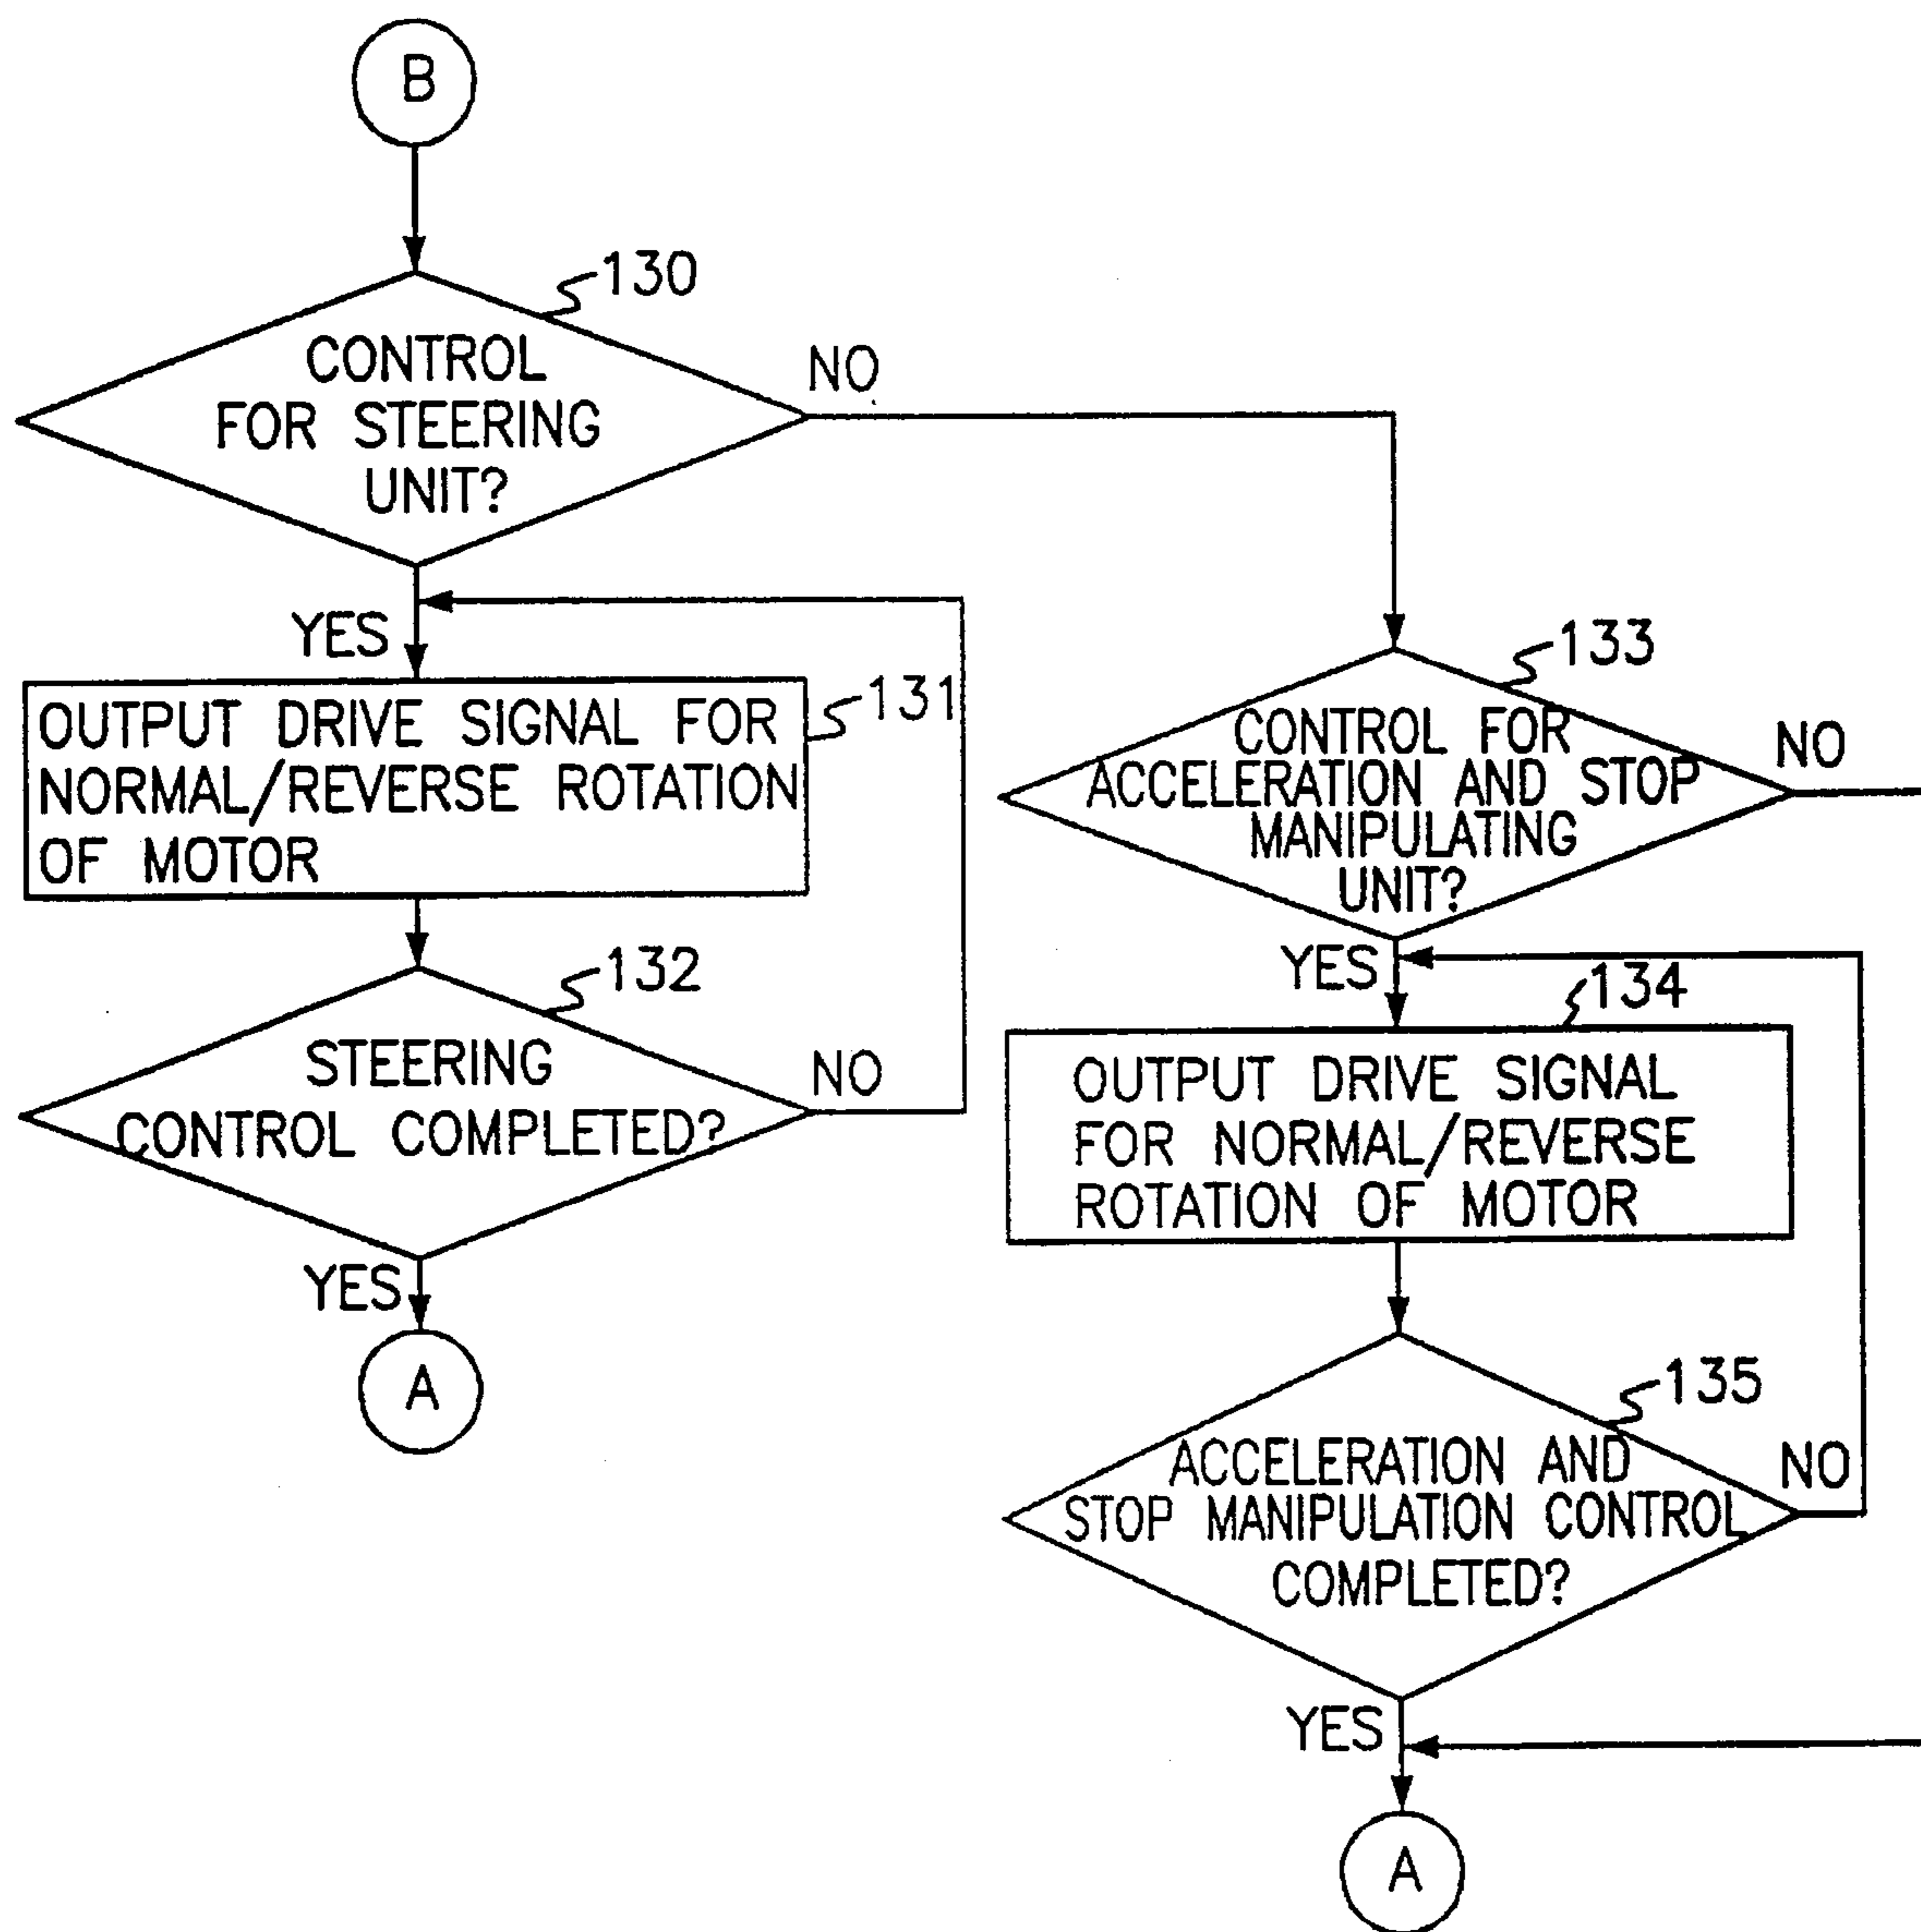 B
130
CONTROL
FOR STEERING
UNIT?
NO
YES
131
OUTPUT DRIVE SIGNAL FOR
NORMAL/REVERSE ROTATION
OF MOTOR
132
STEERING
CONTROL COMPLETED?
NO
YES
A
133
CONTROL FOR
ACCELERATION AND STOP
MANIPULATING
UNIT?
NO
YES
134
OUTPUT DRIVE SIGNAL
FOR NORMAL/REVERSE
ROTATION OF MOTOR
135
ACCELERATION AND
STOP MANIPULATION CONTROL
COMPLETED?
NO
YES
A